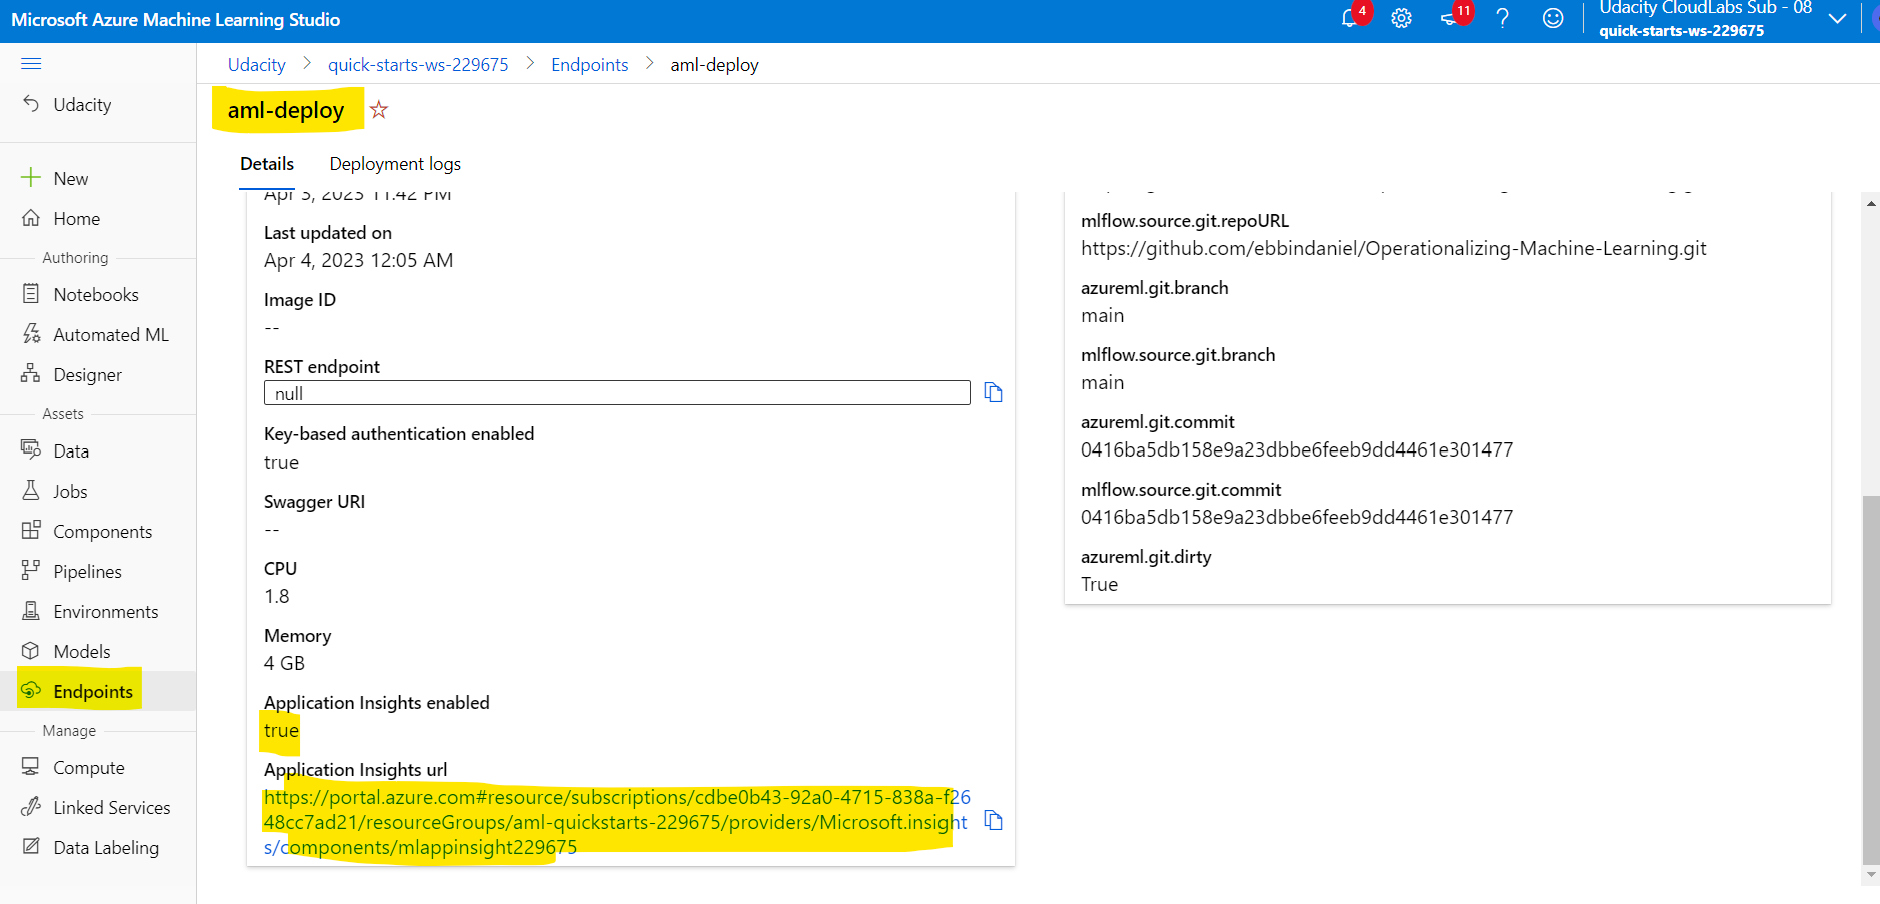 Microsoft Azure Machine Learning Studio
4
11
?
Udacity CloudLabs Sub - 08
quick-starts-ws-229675
Udacity
New
Home
Authoring
Notebooks
Automated ML
Designer
Assets
Data
Jobs
Components
Pipelines
Environments
Models
Endpoints
Manage
Compute
Linked Services
Data Labeling
Udacity > quick-starts-ws-229675 > Endpoints > aml-deploy
aml-deploy
Details Deployment logs
Apr 3, 2023 11:42 PM
Last updated on
Apr 4, 2023 12:05 AM
Image ID
--
REST endpoint
null
Key-based authentication enabled
true
Swagger URI
--
CPU
1.8
Memory
4 GB
Application Insights enabled
true
Application Insights url
https://portal.azure.com#resource/subscriptions/cdbe0b43-92a0-4715-838a-f26
48cc7ad21/resourceGroups/aml-quickstarts-229675/providers/Microsoft.insight
s/components/mlappinsight229675
mlflow.source.git.repoURL
https://github.com/ebbindaniel/Operationalizing-Machine-Learning.git
azureml.git.branch
main
mlflow.source.git.branch
main
azureml.git.commit
0416ba5db158e9a23dbbe6feeb9dd4461e301477
mlflow.source.git.commit
0416ba5db158e9a23dbbe6feeb9dd4461e301477
azureml.git.dirty
True